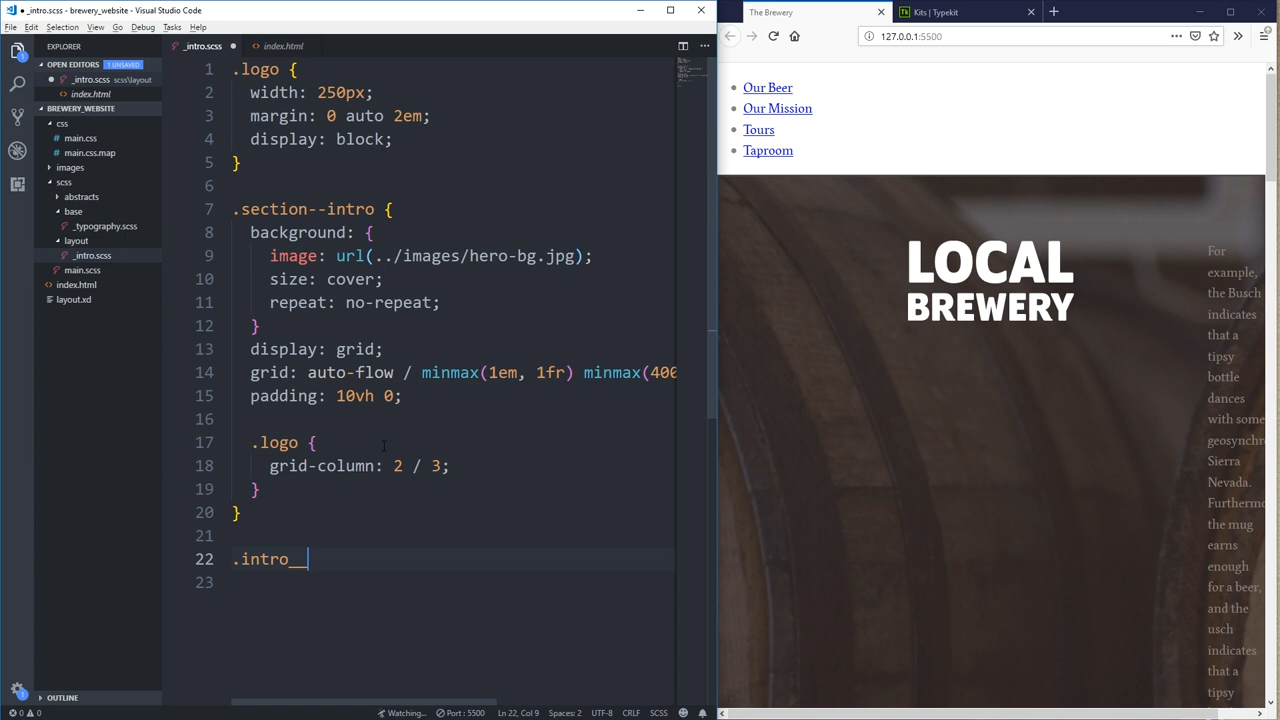 _intro.scss - brewery_website - Visual Studio Code
File Edit Selection View Go Debug Tasks Help
EXPLORER
OPEN EDITORS 1 UNSAVED
_intro.scss scss\layout
index.html
BREWERY_WEBSITE
css
main.css
main.css.map
images
scss
abstracts
base
_typography.scss
layout
_intro.scss
main.scss
index.html
layout.xd
OUTLINE
_intro.scss
index.html
1 .logo {
2 width: 250px;
3 margin: 0 auto 2em;
4 display: block;
5 }
6
7 .section--intro {
8 background: {
9 image: url(../images/hero-bg.jpg);
10 size: cover;
11 repeat: no-repeat;
12 }
13 display: grid;
14 grid: auto-flow / minmax(1em, 1fr) minmax(400
15 padding: 10vh 0;
16
17 .logo {
18 grid-column: 2 / 3;
19 }
20 }
21
22 .intro__
23
0 0 Watching... Port : 5500 Ln 22, Col 9 Spaces: 2 UTF-8 CRLF SCSS
The Brewery
Kits | Typekit
127.0.0.1:5500
Our Beer
Our Mission
Tours
Taproom
LOCAL
BREWERY
For
example,
the Busch
indicates
that a
tipsy
bottle
dances
with some
geosynchr
Sierra
Nevada.
Furthermo
the mug
earns
enough
for a beer,
and the
usch
indicates
that a
tipsy